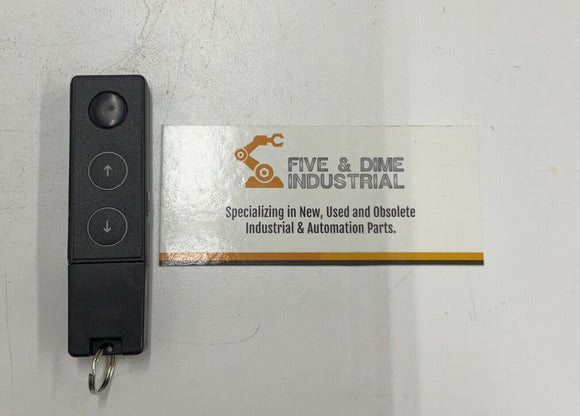 FIVE & DIME
INDUSTRIAL
Specializing in New, Used and Obsolete
Industrial & Automation Parts.